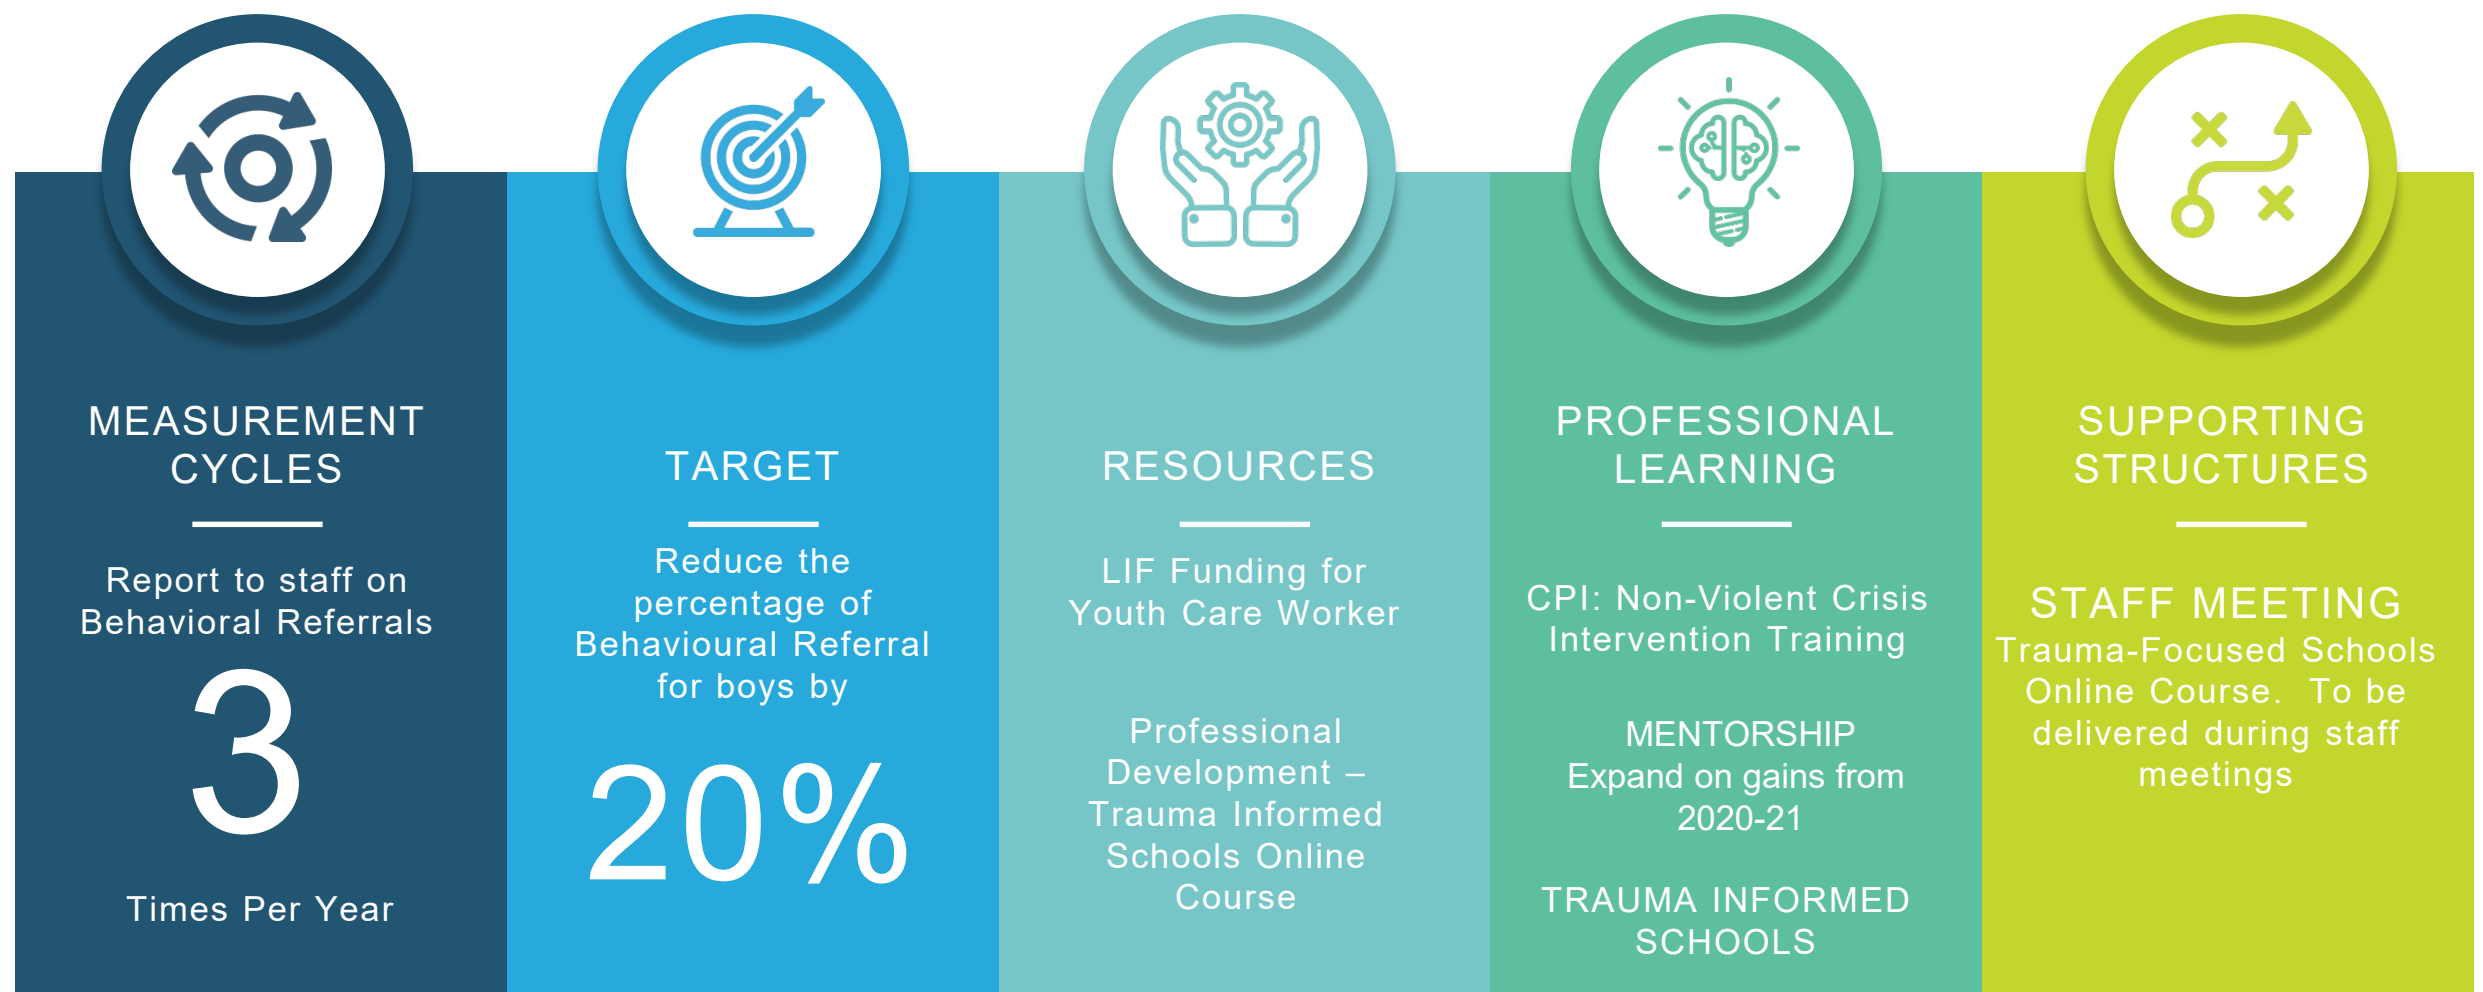 MEASUREMENT
CYCLES
Report to staff on
Behavioral Referrals
3
Times Per Year
TARGET
Reduce the
percentage of
Behavioural Referral
for boys by
20%
RESOURCES
LIF Funding for
Youth Care Worker
Professional
Development –
Trauma Informed
Schools Online
Course
PROFESSIONAL
LEARNING
CPI: Non-Violent Crisis
Intervention Training
MENTORSHIP
Expand on gains from
2020-21
TRAUMA INFORMED
SCHOOLS
SUPPORTING
STRUCTURES
STAFF MEETING
Trauma-Focused Schools
Online Course.  To be
delivered during staff
meetings